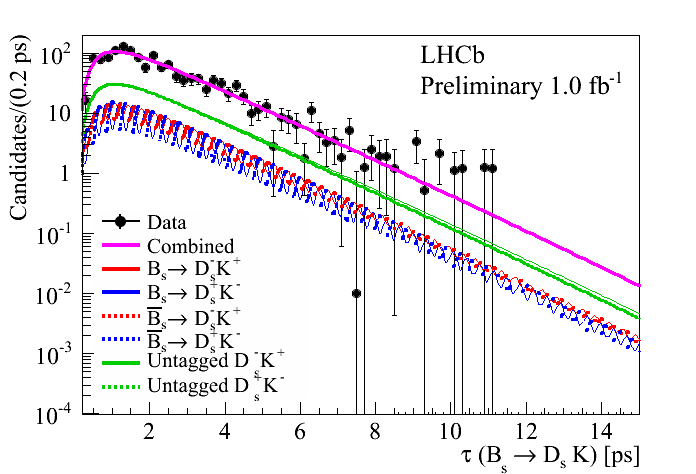 Candidates/(0.2 ps)
10²
10
1
10⁻¹
10⁻²
10⁻³
10⁻⁴
LHCb
Preliminary 1.0 fb⁻¹
Data
Combined
Bₛ→ Dₛ⁻K⁺
Bₛ→ Dₛ⁺K⁻
B̅ₛ→ Dₛ⁻K⁺
B̅ₛ→ Dₛ⁺K⁻
Untagged Dₛ⁻K⁺
Untagged Dₛ⁺K⁻
2 4 6 8 10 12 14
τ (Bₛ → Dₛ K) [ps]